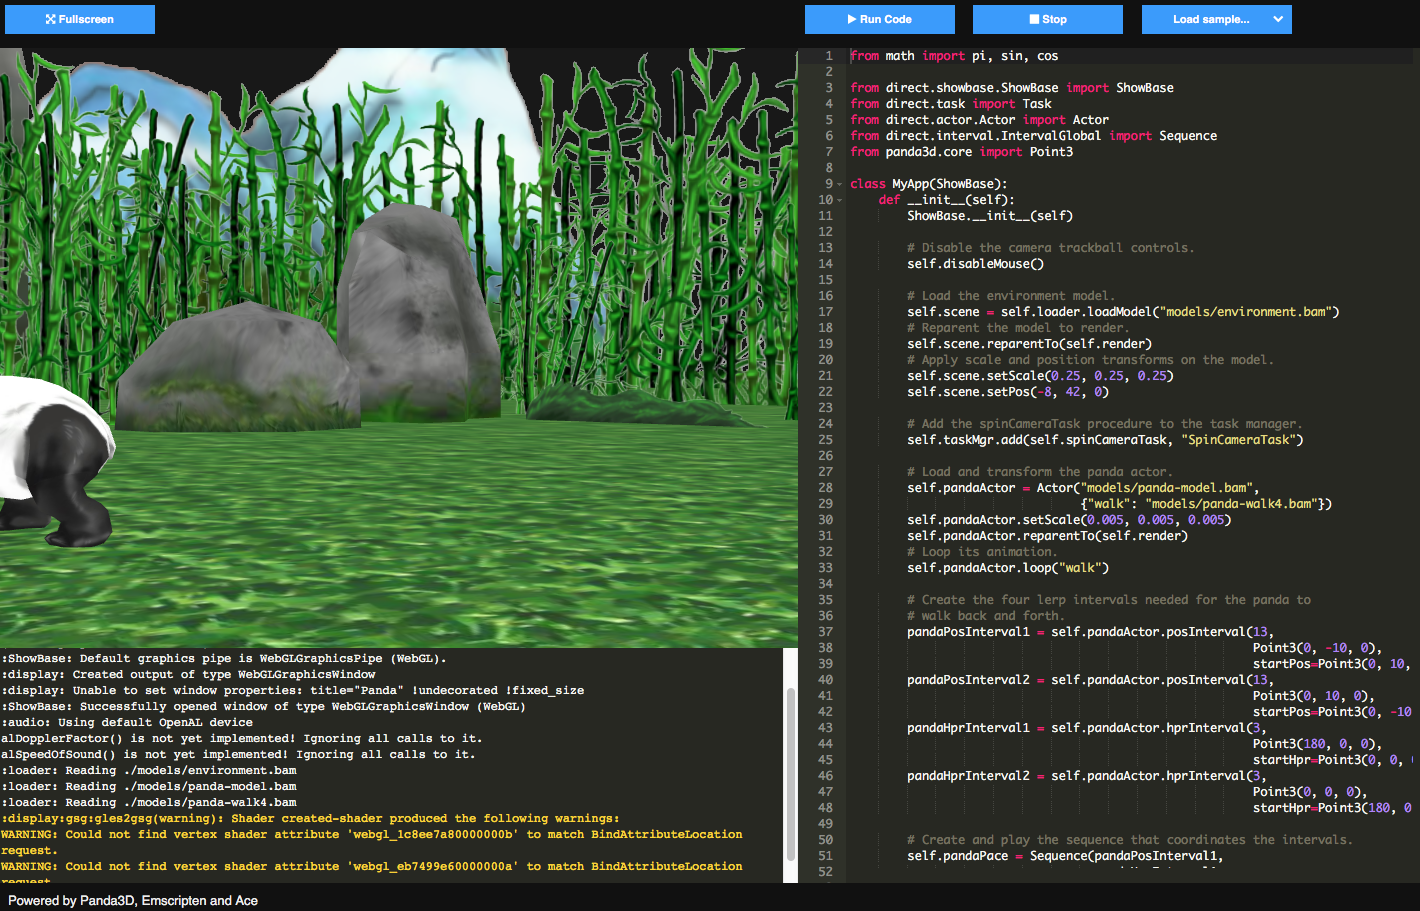 Fullscreen
Run Code
Stop
Load sample...
1 from math import pi, sin, cos
2
3 from direct.showbase.ShowBase import ShowBase
4 from direct.task import Task
5 from direct.actor.Actor import Actor
6 from direct.interval.IntervalGlobal import Sequence
7 from panda3d.core import Point3
8
9 class MyApp(ShowBase):
10 def __init__(self):
11 ShowBase.__init__(self)
12
13 # Disable the camera trackball controls.
14 self.disableMouse()
15
16 # Load the environment model.
17 self.scene = self.loader.loadModel("models/environment.bam")
18 # Reparent the model to render.
19 self.scene.reparentTo(self.render)
20 # Apply scale and position transforms on the model.
21 self.scene.setScale(0.25, 0.25, 0.25)
22 self.scene.setPos(-8, 42, 0)
23
24 # Add the spinCameraTask procedure to the task manager.
25 self.taskMgr.add(self.spinCameraTask, "SpinCameraTask")
26
27 # Load and transform the panda actor.
28 self.pandaActor = Actor("models/panda-model.bam",
29 {"walk": "models/panda-walk4.bam"})
30 self.pandaActor.setScale(0.005, 0.005, 0.005)
31 self.pandaActor.reparentTo(self.render)
32 # Loop its animation.
33 self.pandaActor.loop("walk")
34
35 # Create the four lerp intervals needed for the panda to
36 # walk back and forth.
37 pandaPosInterval1 = self.pandaActor.posInterval(13,
38 Point3(0, -10, 0),
39 startPos=Point3(0, 10,
40 pandaPosInterval2 = self.pandaActor.posInterval(13,
41 Point3(0, 10, 0),
42 startPos=Point3(0, -10
43 pandaHprInterval1 = self.pandaActor.hprInterval(3,
44 Point3(180, 0, 0),
45 startHpr=Point3(0, 0,
46 pandaHprInterval2 = self.pandaActor.hprInterval(3,
47 Point3(0, 0, 0),
48 startHpr=Point3(180, 0
49
50 # Create and play the sequence that coordinates the intervals.
51 self.pandaPace = Sequence(pandaPosInterval1,
52
:ShowBase: Default graphics pipe is WebGLGraphicsPipe (WebGL).
:display: Created output of type WebGLGraphicsWindow
:display: Unable to set window properties: title="Panda" !undecorated !fixed_size
:ShowBase: Successfully opened window of type WebGLGraphicsWindow (WebGL)
:audio: Using default OpenAL device
alDopplerFactor() is not yet implemented! Ignoring all calls to it.
alSpeedOfSound() is not yet implemented! Ignoring all calls to it.
:loader: Reading ./models/environment.bam
:loader: Reading ./models/panda-model.bam
:loader: Reading ./models/panda-walk4.bam
:display:gsg:gles2gsg(warning): Shader created-shader produced the following warnings:
WARNING: Could not find vertex shader attribute 'webgl_1c8ee7a80000000b' to match BindAttributeLocation
request.
WARNING: Could not find vertex shader attribute 'webgl_eb7499e60000000a' to match BindAttributeLocation
Powered by Panda3D, Emscripten and Ace